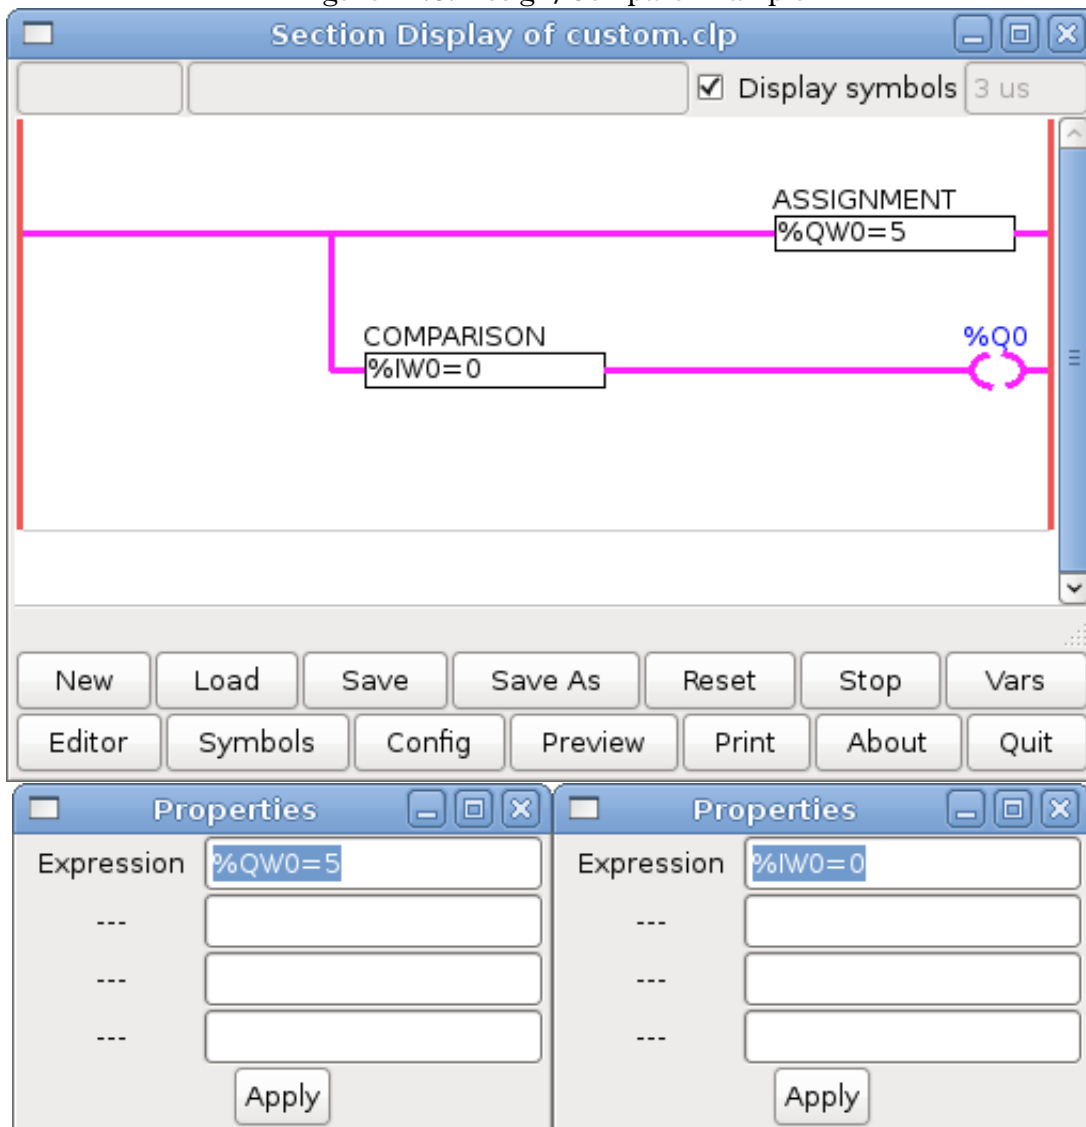 Section Display of custom.clp
Display symbols 3 us
ASSIGNMENT
%QW0=5
COMPARISON %Q0
%IW0=0
New Load Save Save As Reset Stop Vars
Editor Symbols Config Preview Print About Quit
Properties Properties
Expression %QW0=5 Expression %IW0=0
--- ---
--- ---
--- ---
Apply Apply